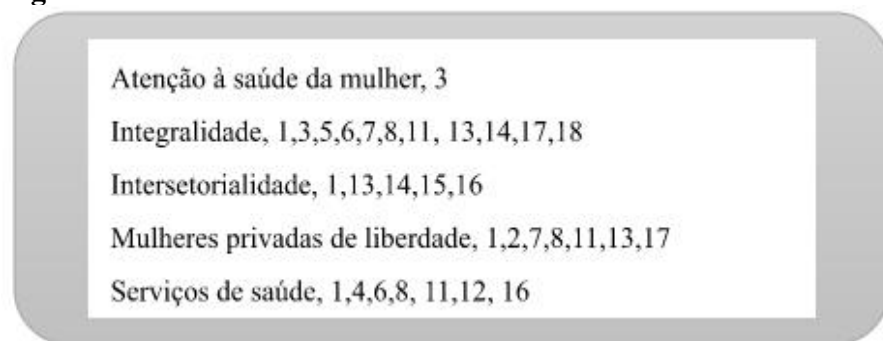 Atenção à saúde da mulher, 3
Integralidade, 1,3,5,6,7,8,11, 13,14,17,18
Intersetorialidade, 1,13,14,15,16
Mulheres privadas de liberdade, 1,2,7,8,11,13,17
Serviços de saúde, 1,4,6,8, 11,12, 16